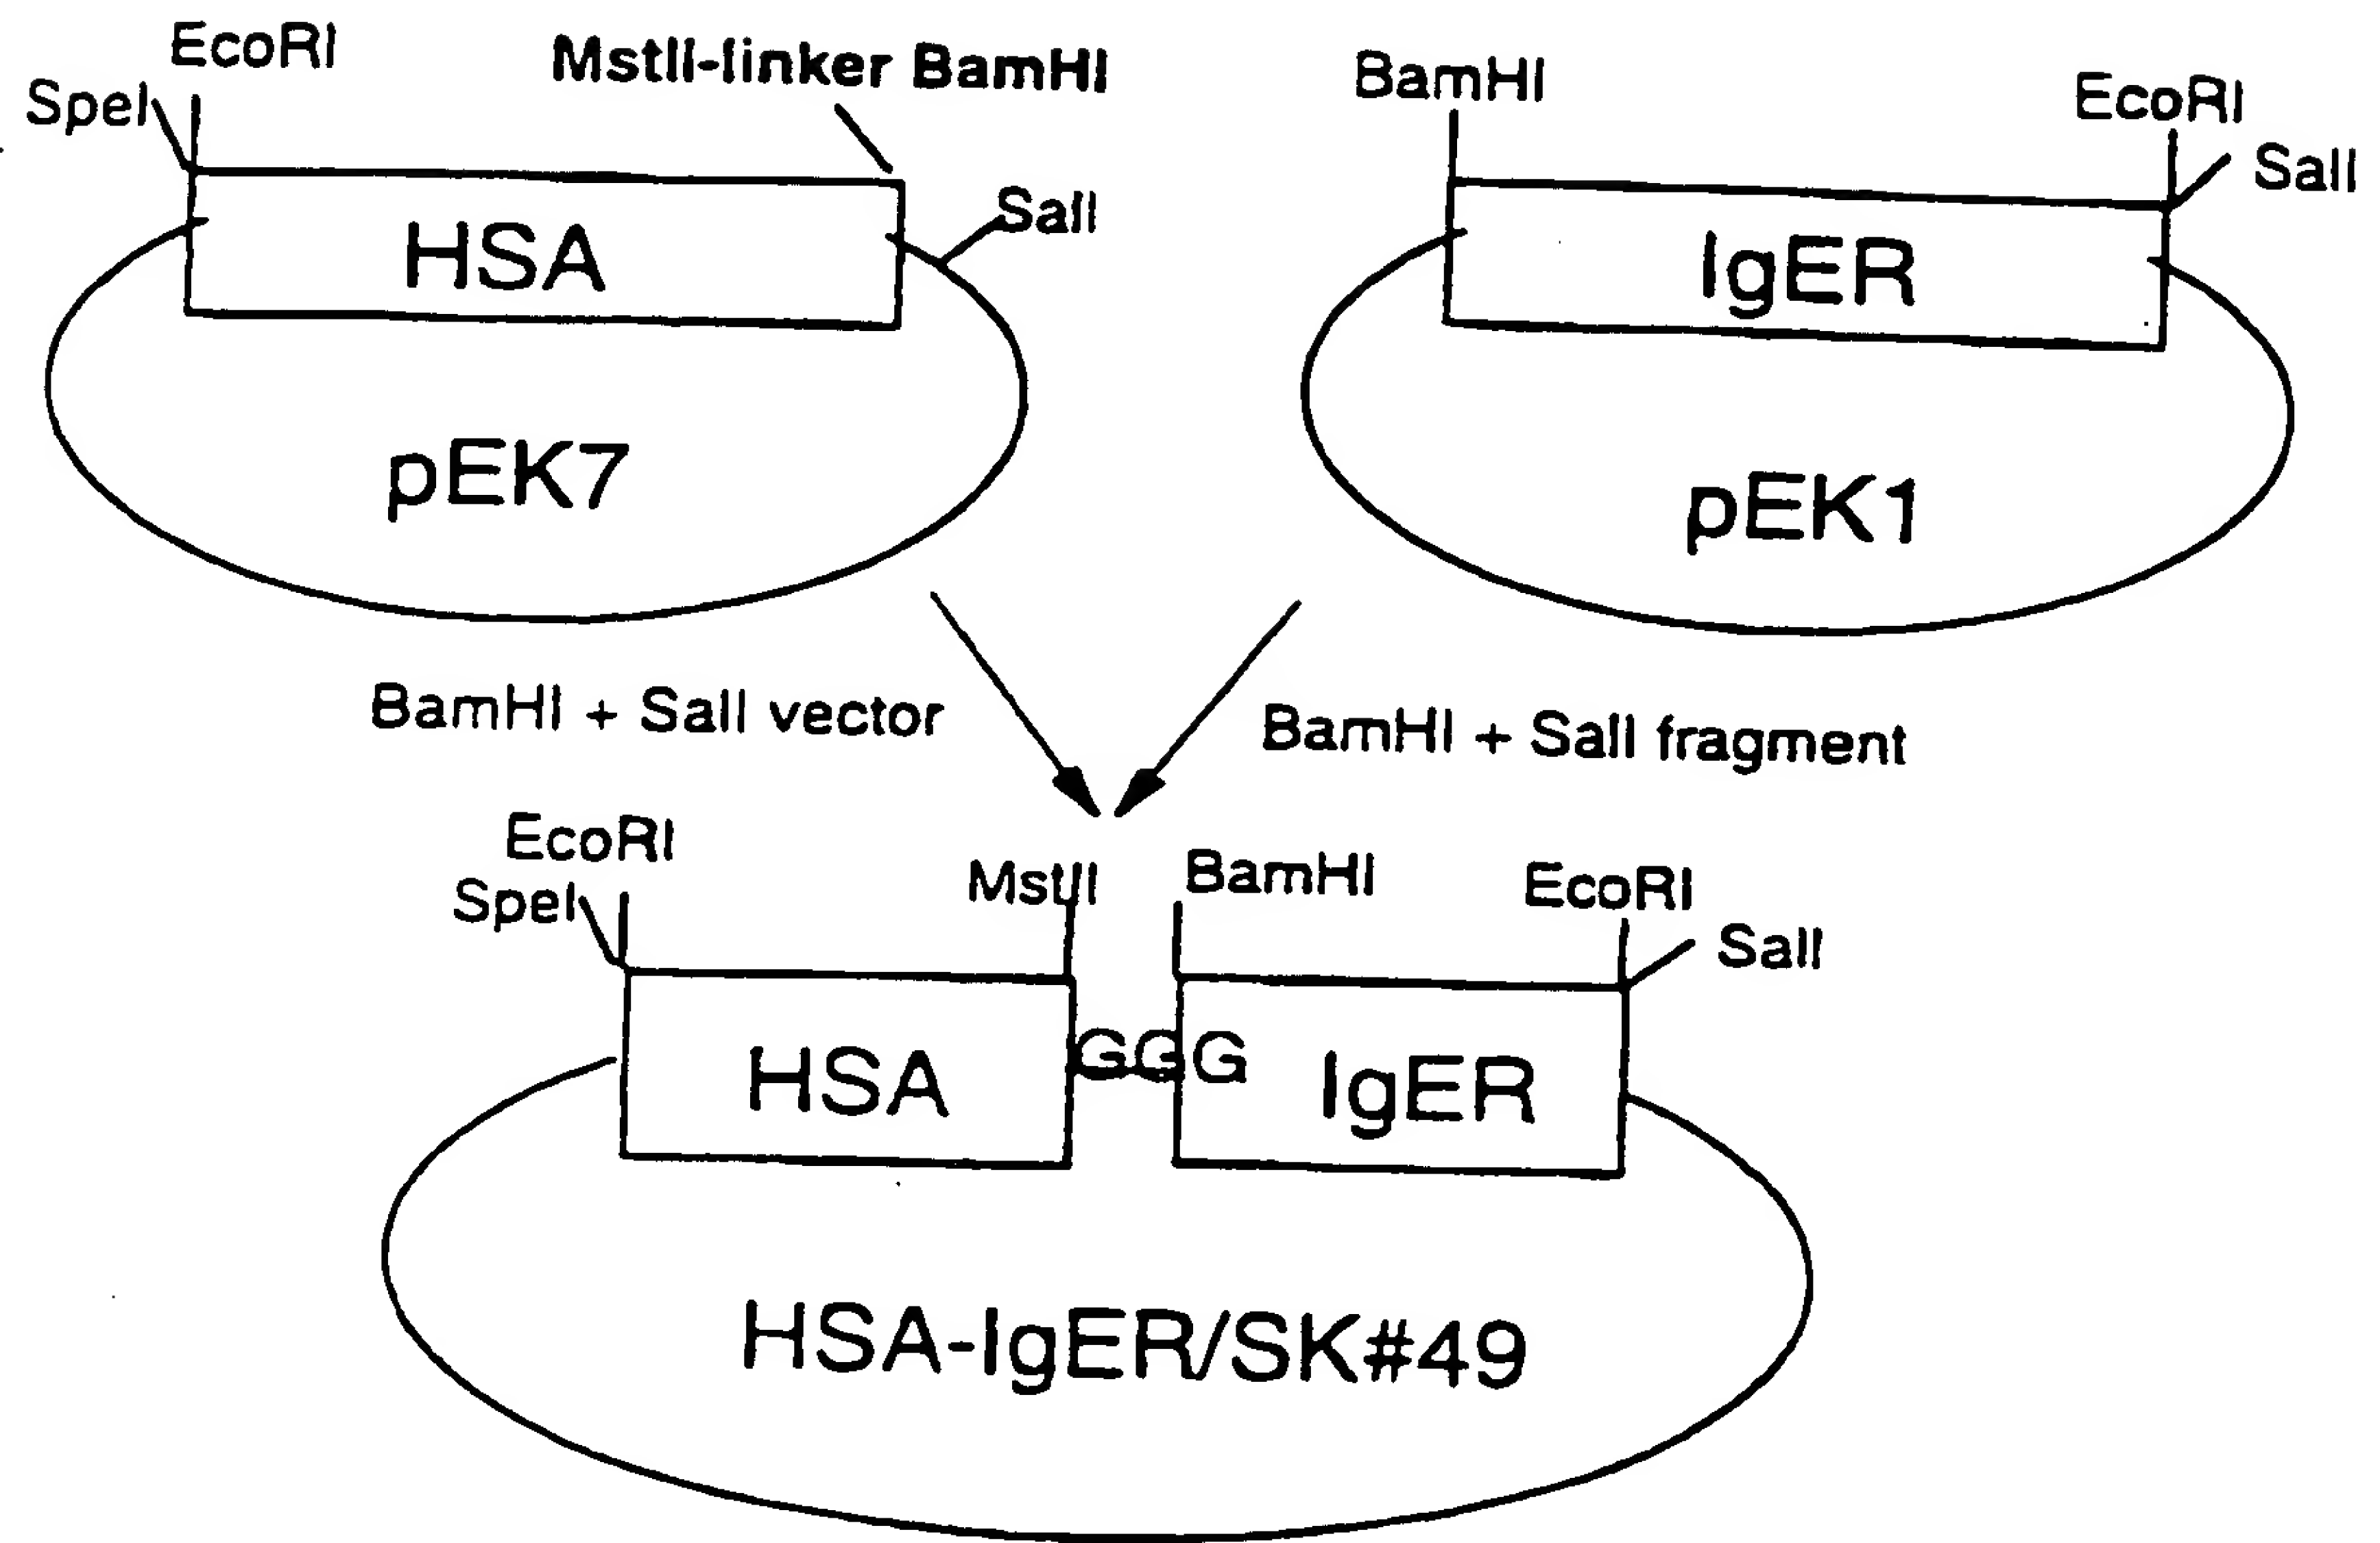 EcoRI
SpeI
MstII-linker BamHI
SalI
HSA
pEK7
BamHI
EcoRI
SalI
IgER
pEK1
BamHI + SalI vector
BamHI + SalI fragment
EcoRI
SpeI
MstII
BamHI
EcoRI
SalI
HSA
GGG
IgER
HSA-IgER/SK#49